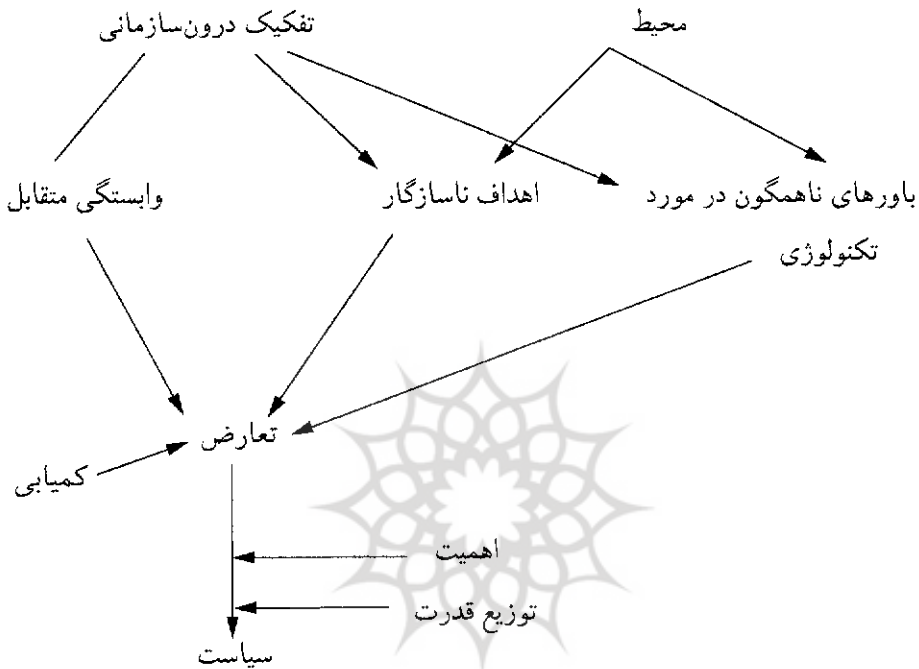 محیط
تفکیک درون‌سازمانی
باورهای ناهمگون در مورد
تکنولوژی
اهداف ناسازگار
وابستگی متقابل
تعارض
کمیابی
اهمیت
توزیع قدرت
سیاست